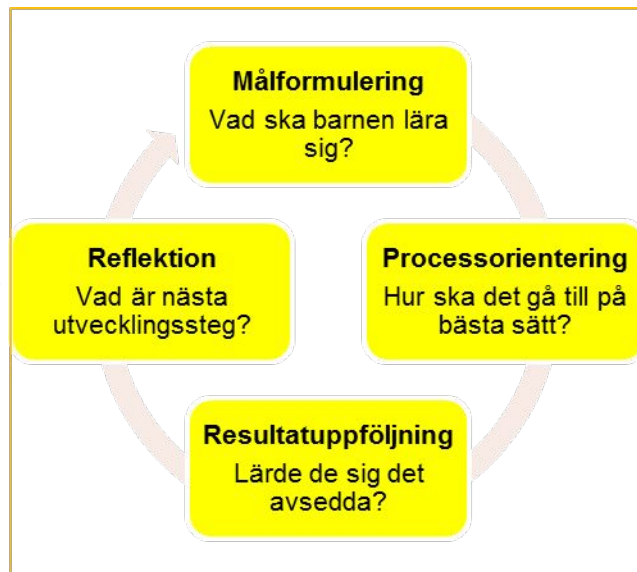 Målformulering
Vad ska barnen lära
sig?
Processorientering
Hur ska det gå till på
bästa sätt?
Resultatuppföljning
Lärde de sig det
avsedda?
Reflektion
Vad är nästa
utvecklingssteg?